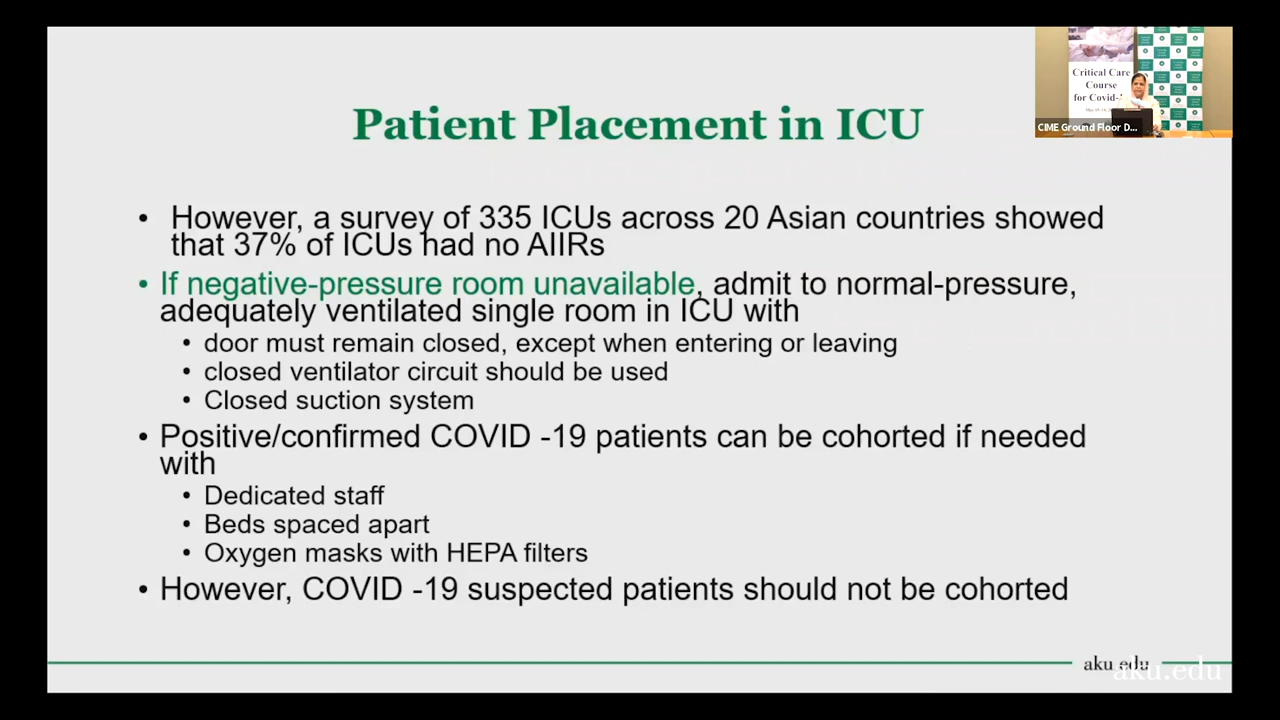 Patient Placement in ICU
Critical Care
Course
for Covid-
CIME Ground Floor D...
• However, a survey of 335 ICUs across 20 Asian countries showed
that 37% of ICUs had no AIIRs
• If negative-pressure room unavailable, admit to normal-pressure,
adequately ventilated single room in ICU with
• door must remain closed, except when entering or leaving
• closed ventilator circuit should be used
• Closed suction system
• Positive/confirmed COVID -19 patients can be cohorted if needed
with
• Dedicated staff
• Beds spaced apart
• Oxygen masks with HEPA filters
• However, COVID -19 suspected patients should not be cohorted
aku.edu
aku.edu